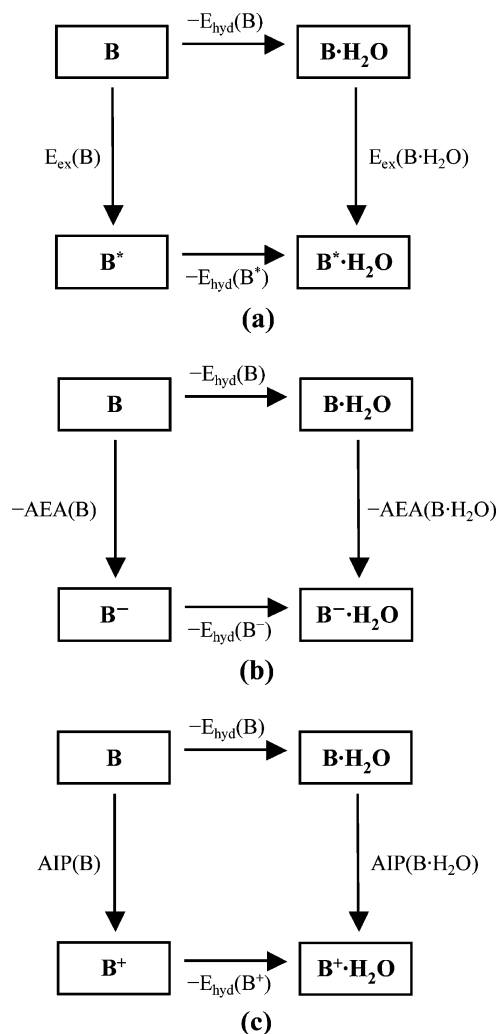 −E_hyd(B)
B B·H₂O
E_ex(B) E_ex(B·H₂O)
B* B*·H₂O
−E_hyd(B*)
(a)
−E_hyd(B)
B B·H₂O
−AEA(B) −AEA(B·H₂O)
B⁻ B⁻·H₂O
−E_hyd(B⁻)
(b)
−E_hyd(B)
B B·H₂O
AIP(B) AIP(B·H₂O)
B⁺ B⁺·H₂O
−E_hyd(B⁺)
(c)